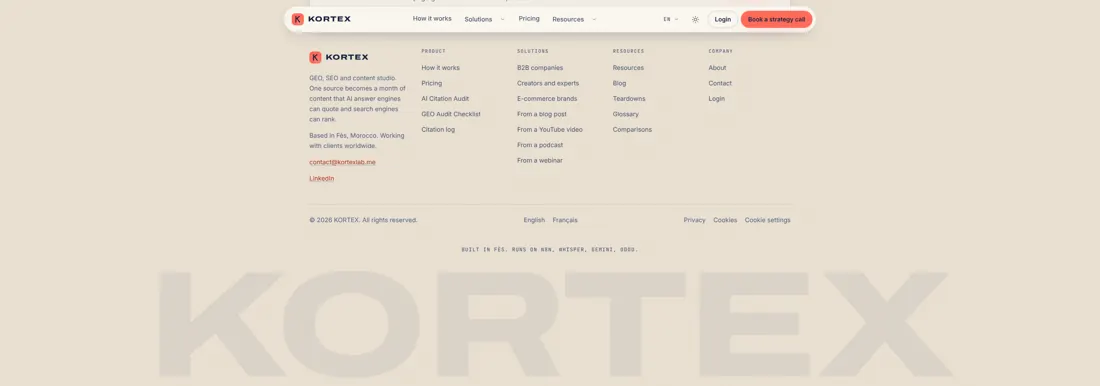 KORTEX
How it works
Solutions
Pricing
Resources
EN
Login
Book a strategy call
KORTEX
GEO, SEO and content studio.
One source becomes a month of
content that AI answer engines
can quote and search engines
can rank.
Based in Fès, Morocco. Working
with clients worldwide.
contact@kortexlab.me
LinkedIn
PRODUCT
How it works
Pricing
AI Citation Audit
GEO Audit Checklist
Citation log
SOLUTIONS
B2B companies
Creators and experts
E-commerce brands
From a blog post
From a YouTube video
From a podcast
From a webinar
RESOURCES
Resources
Blog
Teardowns
Glossary
Comparisons
COMPANY
About
Contact
Login
© 2026 KORTEX. All rights reserved.
English Français
Privacy Cookies Cookie settings
BUILT IN FÈS. RUNS ON N8N, WHISPER, GEMINI, ODOO.
KORTEX